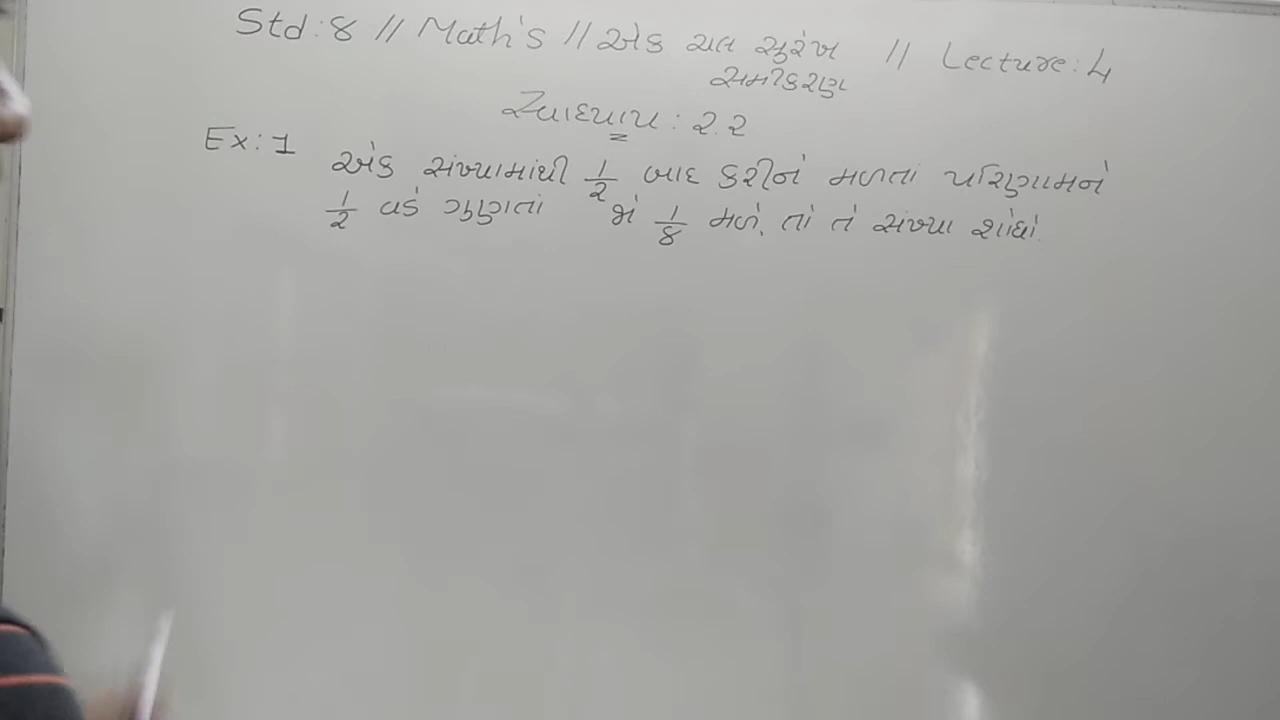 Std : 8 // Math's // એક ચલ સુરેખ // Lecture : 4
સમીકરણ
સ્વાધ્યાય : 2.2
Ex : 1 એક સંખ્યામાંથી 1/2 બાદ કરીને મળતા પરિણામને
1/2 વડે ગુણતાં જો 1/8 મળે, તો તે સંખ્યા શોધો.